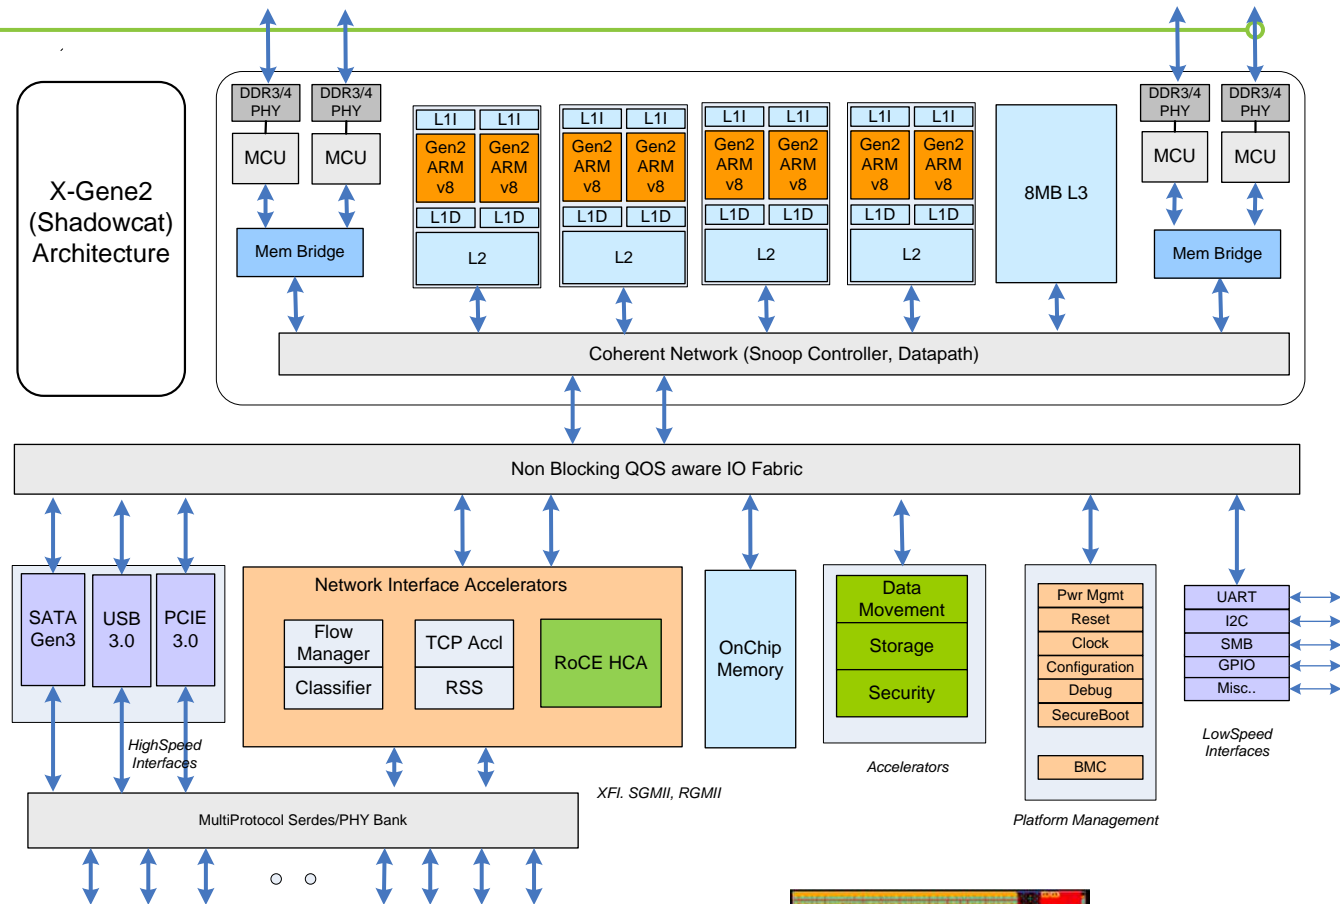 X-Gene2
(Shadowcat)
Architecture
DDR3/4
PHY
DDR3/4
PHY
MCU
MCU
Mem Bridge
L1I
L1I
Gen2
ARM
v8
Gen2
ARM
v8
L1D
L1D
L2
L1I
L1I
Gen2
ARM
v8
Gen2
ARM
v8
L1D
L1D
L2
L1I
L1I
Gen2
ARM
v8
Gen2
ARM
v8
L1D
L1D
L2
L1I
L1I
Gen2
ARM
v8
Gen2
ARM
v8
L1D
L1D
L2
8MB L3
DDR3/4
PHY
DDR3/4
PHY
MCU
MCU
Mem Bridge
Coherent Network (Snoop Controller, Datapath)
Non Blocking QOS aware IO Fabric
SATA
Gen3
USB
3.0
PCIE
3.0
HighSpeed
Interfaces
Network Interface Accelerators
Flow
Manager
Classifier
TCP Accl
RSS
RoCE HCA
OnChip
Memory
Data
Movement
Storage
Security
Accelerators
Pwr Mgmt
Reset
Clock
Configuration
Debug
SecureBoot
BMC
Platform Management
UART
I2C
SMB
GPIO
Misc..
LowSpeed
Interfaces
XFI. SGMII, RGMII
MultiProtocol Serdes/PHY Bank